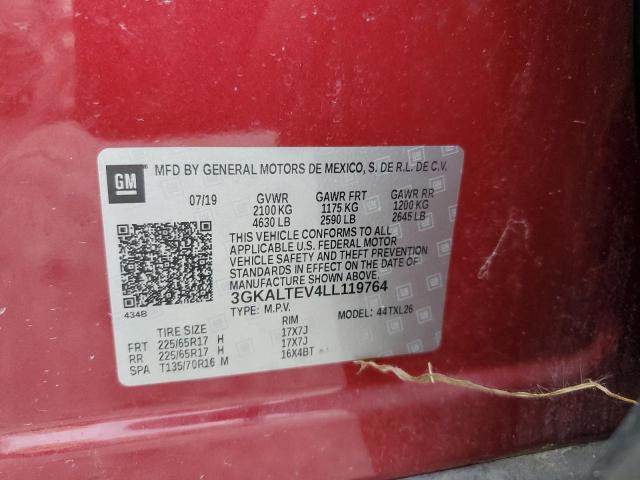 GM
MFD BY GENERAL MOTORS DE MEXICO, S. DE R.L. DE C.V.
07/19 GVWR GAWR FRT GAWR RR
2100 KG 1175 KG 1200 KG
4630 LB 2590 LB 2645 LB
THIS VEHICLE CONFORMS TO ALL
APPLICABLE U.S. FEDERAL MOTOR
VEHICLE SAFETY AND THEFT PREVENTION
STANDARDS IN EFFECT ON THE DATE OF
MANUFACTURE SHOWN ABOVE.
434B 3GKALTEV4LL119764
TYPE: M.P.V. MODEL: 44TXL26
TIRE SIZE RIM
FRT 225/65R17 H 17X7J
RR 225/65R17 H 17X7J
SPA T135/70R16 M 16X4BT